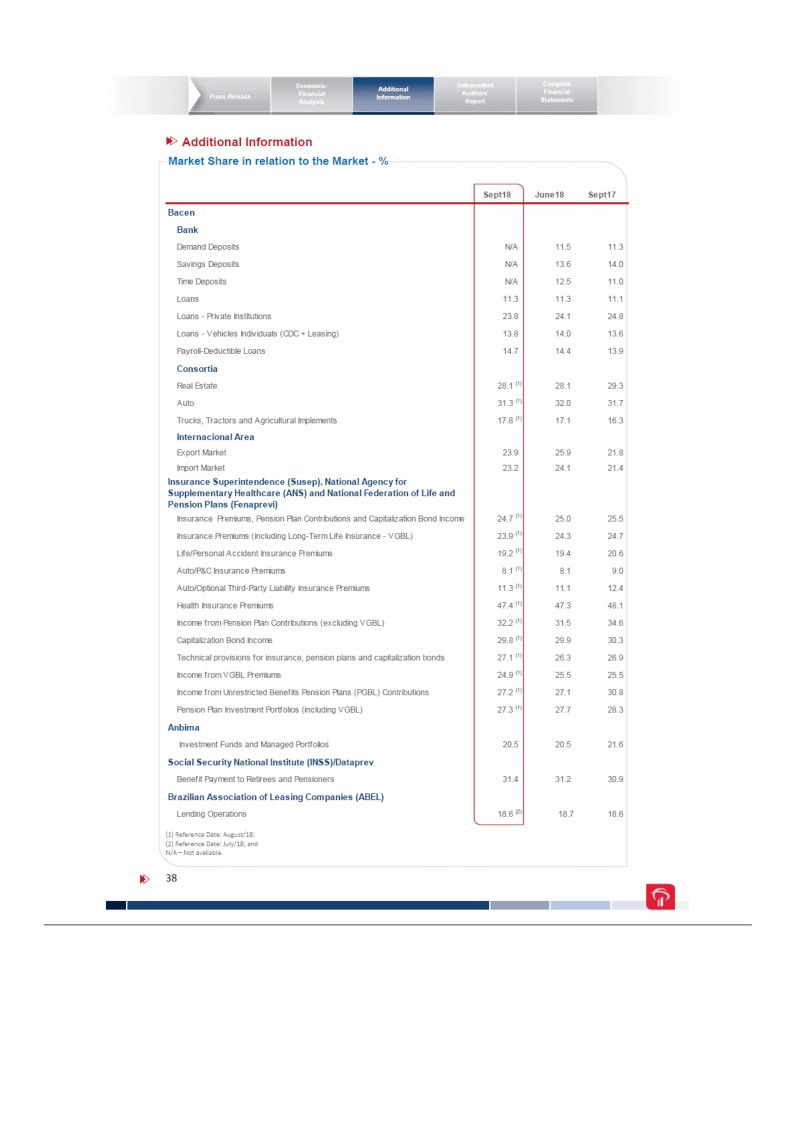 Press Release
Economic-
Financial
Analysis
Additional
Information
Independent
Auditors'
Report
Complete
Financial
Statements
Additional Information
Market Share in relation to the Market - %
Sept18 June18 Sept17
Bacen
Bank
Demand Deposits N/A 11.5 11.3
Savings Deposits N/A 13.6 14.0
Time Deposits N/A 12.5 11.0
Loans 11.3 11.3 11.1
Loans - Private Institutions 23.8 24.1 24.8
Loans - Vehicles Individuals (CDC + Leasing) 13.8 14.0 13.6
Payroll-Deductible Loans 14.7 14.4 13.9
Consortia
Real Estate 28.1 (1) 28.1 29.3
Auto 31.3 (1) 32.0 31.7
Trucks, Tractors and Agricultural Implements 17.8 (1) 17.1 16.3
Internacional Area
Export Market 23.9 25.9 21.8
Import Market 23.2 24.1 21.4
Insurance Superintendence (Susep), National Agency for
Supplementary Healthcare (ANS) and National Federation of Life and
Pension Plans (Fenaprevi)
Insurance Premiums, Pension Plan Contributions and Capitalization Bond Income 24.7 (1) 25.0 25.5
Insurance Premiums (including Long-Term Life Insurance - VGBL) 23.9 (1) 24.3 24.7
Life/Personal Accident Insurance Premiums 19.2 (1) 19.4 20.6
Auto/P&C Insurance Premiums 8.1 (1) 8.1 9.0
Auto/Optional Third-Party Liability Insurance Premiums 11.3 (1) 11.1 12.4
Health Insurance Premiums 47.4 (1) 47.3 48.1
Income from Pension Plan Contributions (excluding VGBL) 32.2 (1) 31.5 34.6
Capitalization Bond Income 29.8 (1) 29.9 30.3
Technical provisions for insurance, pension plans and capitalization bonds 27.1 (1) 26.3 26.9
Income from VGBL Premiums 24.9 (1) 25.5 25.5
Income from Unrestricted Benefits Pension Plans (PGBL) Contributions 27.2 (1) 27.1 30.8
Pension Plan Investment Portfolios (including VGBL) 27.3 (1) 27.7 28.3
Anbima
Investment Funds and Managed Portfolios 20.5 20.5 21.6
Social Security National Institute (INSS)/Dataprev
Benefit Payment to Retirees and Pensioners 31.4 31.2 30.9
Brazilian Association of Leasing Companies (ABEL)
Lending Operations 18.6 (2) 18.7 18.6
(1) Reference Date: August/18;
(2) Reference Date: July/18; and
N/A – Not available.
38